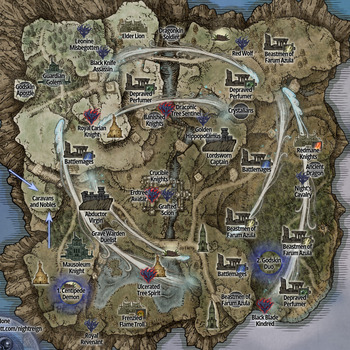 Leonine
Misbegotten
Elder Lion
Dragonkin
Soldier
Red Wolf
Black Knife
Assassin
Beastmen of
Farum Azula
Guardian
Golem
Godskin
Apostle
Depraved
Perfumer
Depraved
Perfumer
Crystalians
Draconic
Tree Sentinel
Banished
Knights
Royal Carian
Knight
Golden
Hippopotamus
Battlemages
Lordsworn
Captain
Redmane
Knights
Battlemages
Ancient
Dragon
Crucible
Knights
Night's
Cavalry
Erdtree
Avatar
Caravans
and Nobles
Grafted
Scion
Abductor
Virgin
Grave Warden
Duelist
Beastmen of
Farum Azula
Beastmen of
Farum Azula
Mausoleum
Knight
2. Godskin
Duo
Battlemages
Ulcerated
Tree Spirit
1. Centipede
Demon
Depraved
Perfumer
Beastmen of
Farum Azula
Frenzied
Flame Troll
Black Blade
Kindred
Royal
Revenant
tt.com/nightreign